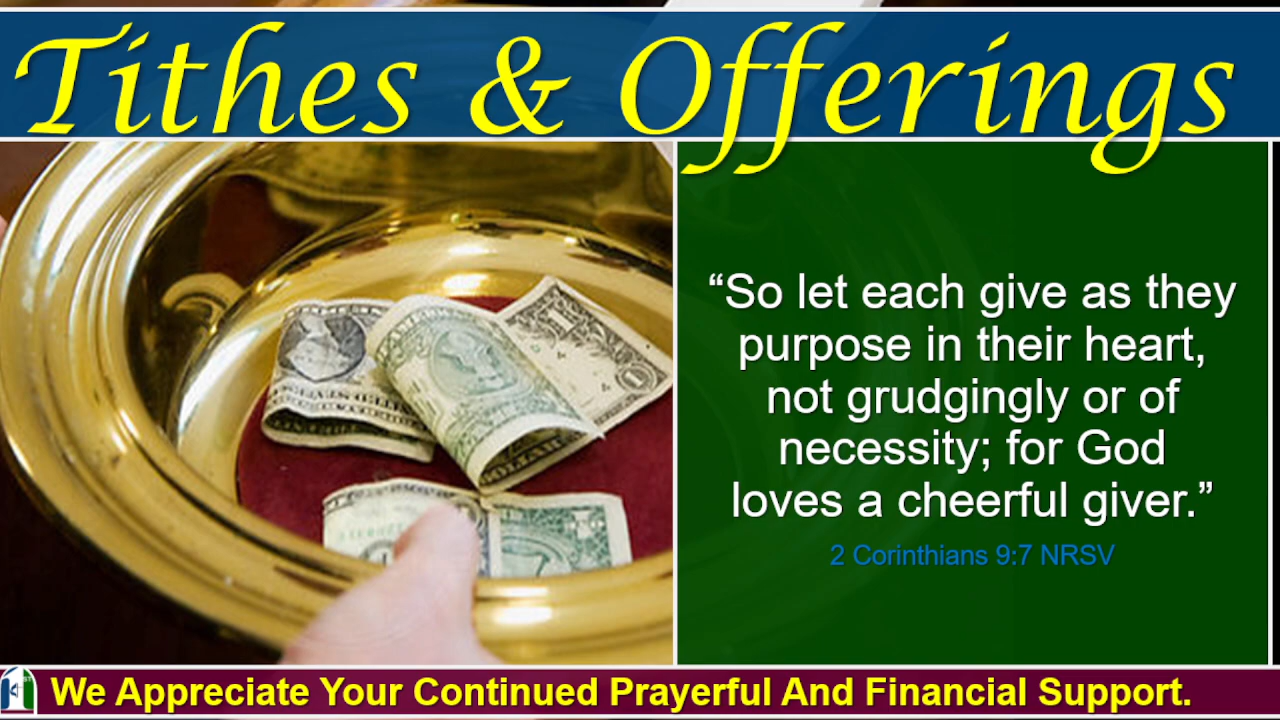 Tithes & Offerings
“So let each give as they
purpose in their heart,
not grudgingly or of
necessity; for God
loves a cheerful giver.”
2 Corinthians 9:7 NRSV
We Appreciate Your Continued Prayerful And Financial Support.